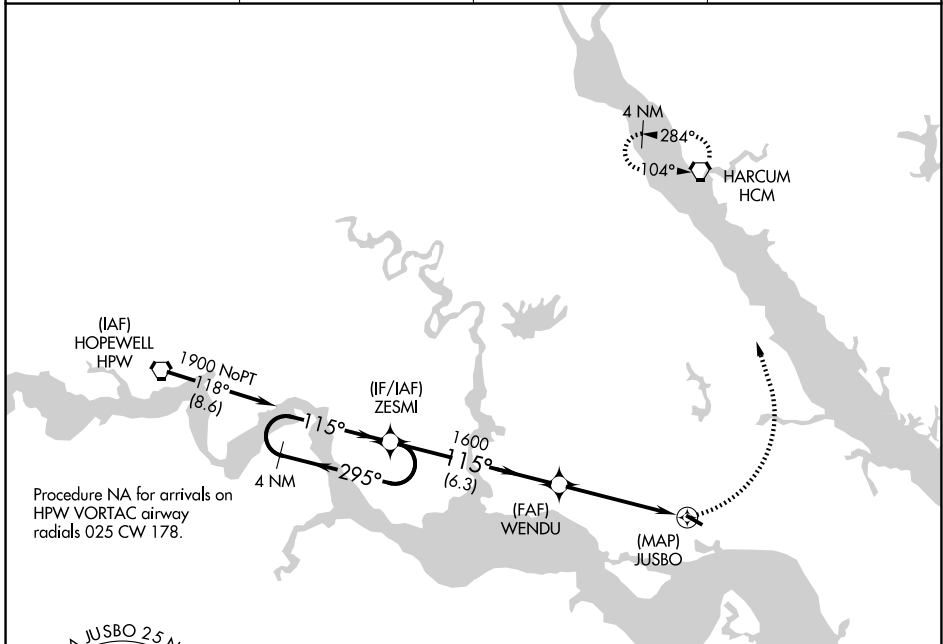 4 NM
284°
104°
HARCUM
HCM
(IAF)
HOPEWELL
HPW
1900 NoPT
118°
(8.6)
(IF/IAF)
ZESMI
115°
295°
4 NM
1600
115°
(6.3)
(FAF)
WENDU
(MAP)
JUSBO
Procedure NA for arrivals on
HPW VORTAC airway
radials 025 CW 178.
JUSBO 25